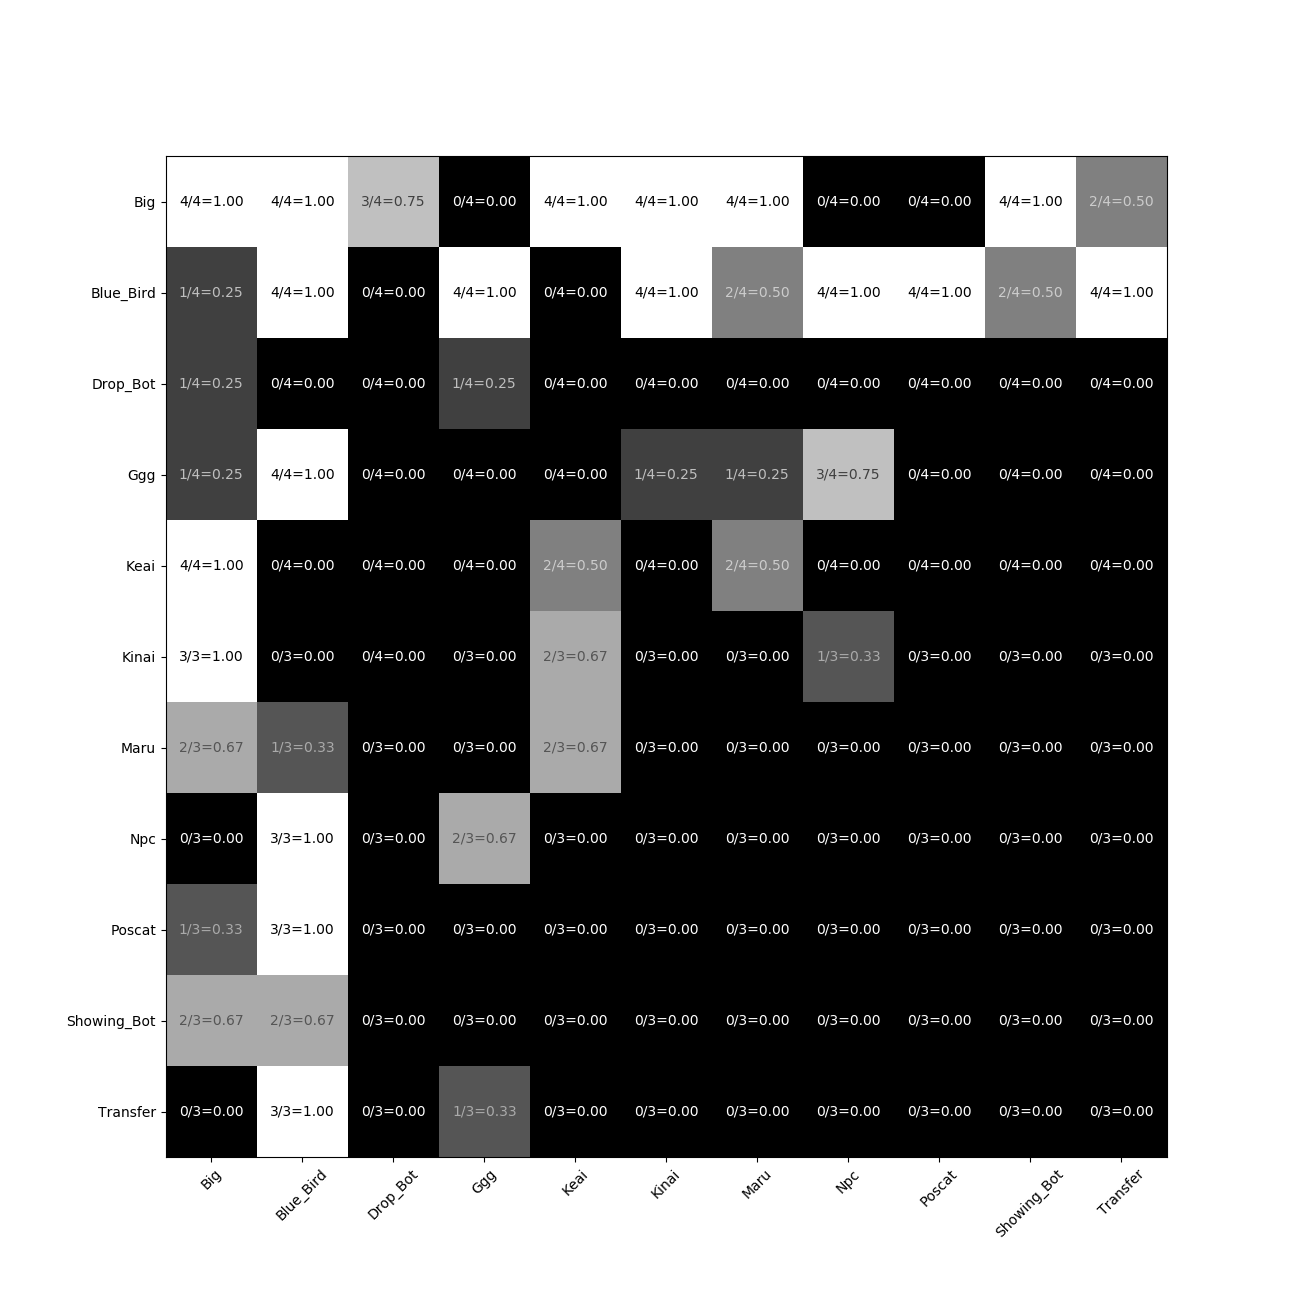 Big 4/4=1.00 4/4=1.00 3/4=0.75 0/4=0.00 4/4=1.00 4/4=1.00 4/4=1.00 0/4=0.00 0/4=0.00 4/4=1.00 2/4=0.50
Blue_Bird 1/4=0.25 4/4=1.00 0/4=0.00 4/4=1.00 0/4=0.00 4/4=1.00 2/4=0.50 4/4=1.00 4/4=1.00 2/4=0.50 4/4=1.00
Drop_Bot 1/4=0.25 0/4=0.00 0/4=0.00 1/4=0.25 0/4=0.00 0/4=0.00 0/4=0.00 0/4=0.00 0/4=0.00 0/4=0.00 0/4=0.00
Ggg 1/4=0.25 4/4=1.00 0/4=0.00 0/4=0.00 0/4=0.00 1/4=0.25 1/4=0.25 3/4=0.75 0/4=0.00 0/4=0.00 0/4=0.00
Keai 4/4=1.00 0/4=0.00 0/4=0.00 0/4=0.00 2/4=0.50 0/4=0.00 2/4=0.50 0/4=0.00 0/4=0.00 0/4=0.00 0/4=0.00
Kinai 3/3=1.00 0/3=0.00 0/4=0.00 0/3=0.00 2/3=0.67 0/3=0.00 0/3=0.00 1/3=0.33 0/3=0.00 0/3=0.00 0/3=0.00
Maru 2/3=0.67 1/3=0.33 0/3=0.00 0/3=0.00 2/3=0.67 0/3=0.00 0/3=0.00 0/3=0.00 0/3=0.00 0/3=0.00 0/3=0.00
Npc 0/3=0.00 3/3=1.00 0/3=0.00 2/3=0.67 0/3=0.00 0/3=0.00 0/3=0.00 0/3=0.00 0/3=0.00 0/3=0.00 0/3=0.00
Poscat 1/3=0.33 3/3=1.00 0/3=0.00 0/3=0.00 0/3=0.00 0/3=0.00 0/3=0.00 0/3=0.00 0/3=0.00 0/3=0.00 0/3=0.00
Showing_Bot 2/3=0.67 2/3=0.67 0/3=0.00 0/3=0.00 0/3=0.00 0/3=0.00 0/3=0.00 0/3=0.00 0/3=0.00 0/3=0.00 0/3=0.00
Transfer 0/3=0.00 3/3=1.00 0/3=0.00 1/3=0.33 0/3=0.00 0/3=0.00 0/3=0.00 0/3=0.00 0/3=0.00 0/3=0.00 0/3=0.00
Big Blue_Bird Drop_Bot Ggg Keai Kinai Maru Npc Poscat Showing_Bot Transfer